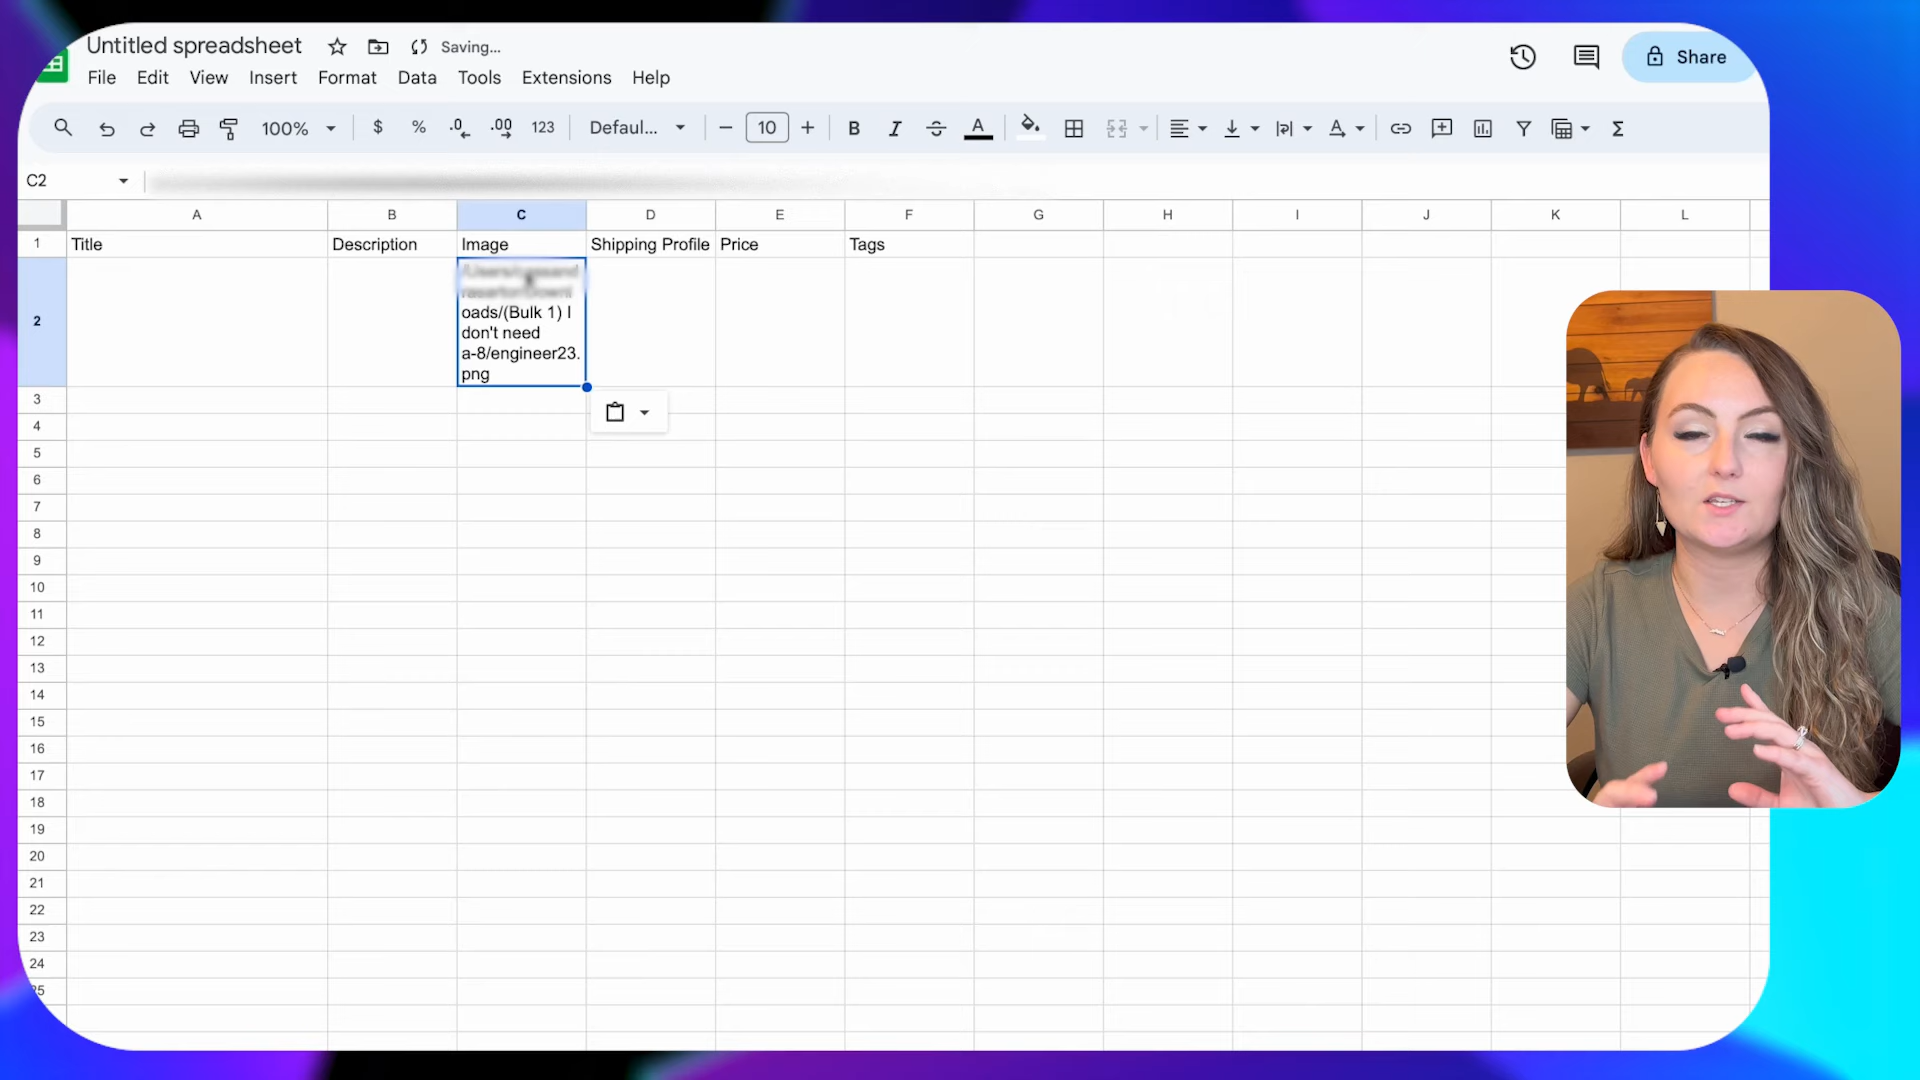 Untitled spreadsheet Saving...
File Edit View Insert Format Data Tools Extensions Help
Share
100% $ % .0 .00 123 Defaul... 10 B I A
C2
A B C D E F G H I J K L
1 Title Description Image Shipping Profile Price Tags
2
oads/(Bulk 1) I
don't need
a-8/engineer23.
png
3
4
5
6
7
8
9
10
11
12
13
14
15
16
17
18
19
20
21
22
23
24